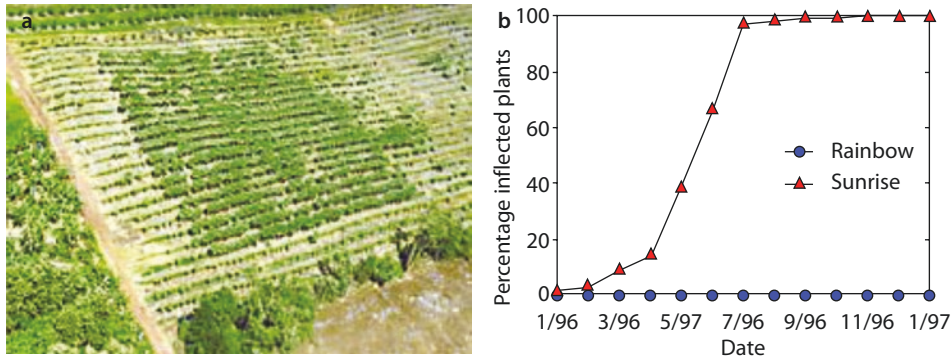 a
b
100
80
60
40
20
0
Percentage inflected plants
Rainbow
Sunrise
1/96 3/96 5/97 7/96 9/96 11/96 1/97
Date